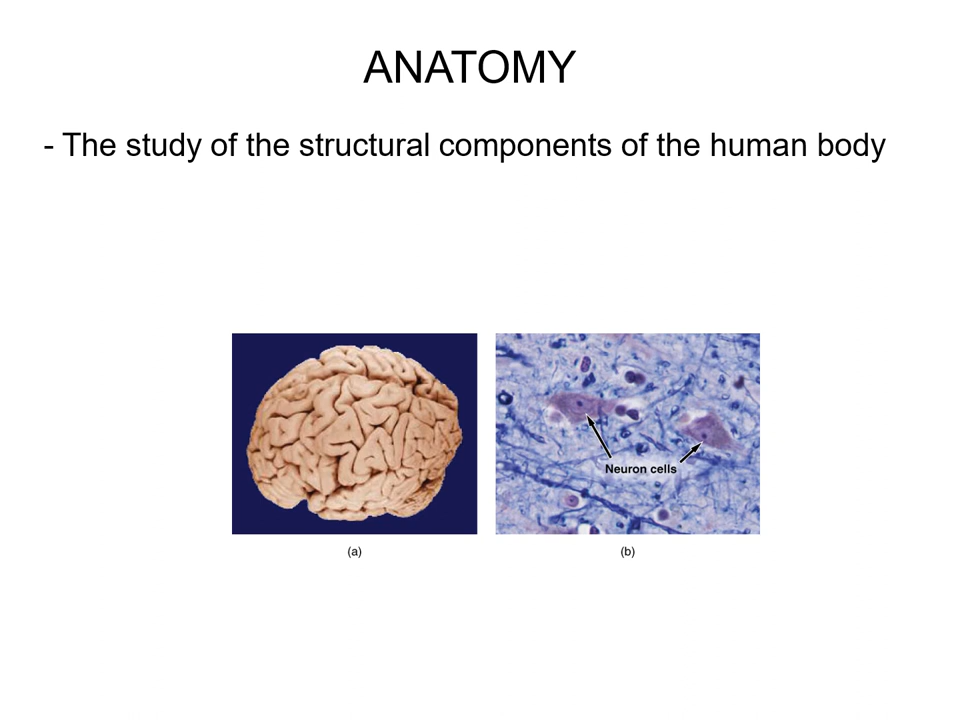 ANATOMY
- The study of the structural components of the human body
Neuron cells
(a)
(b)